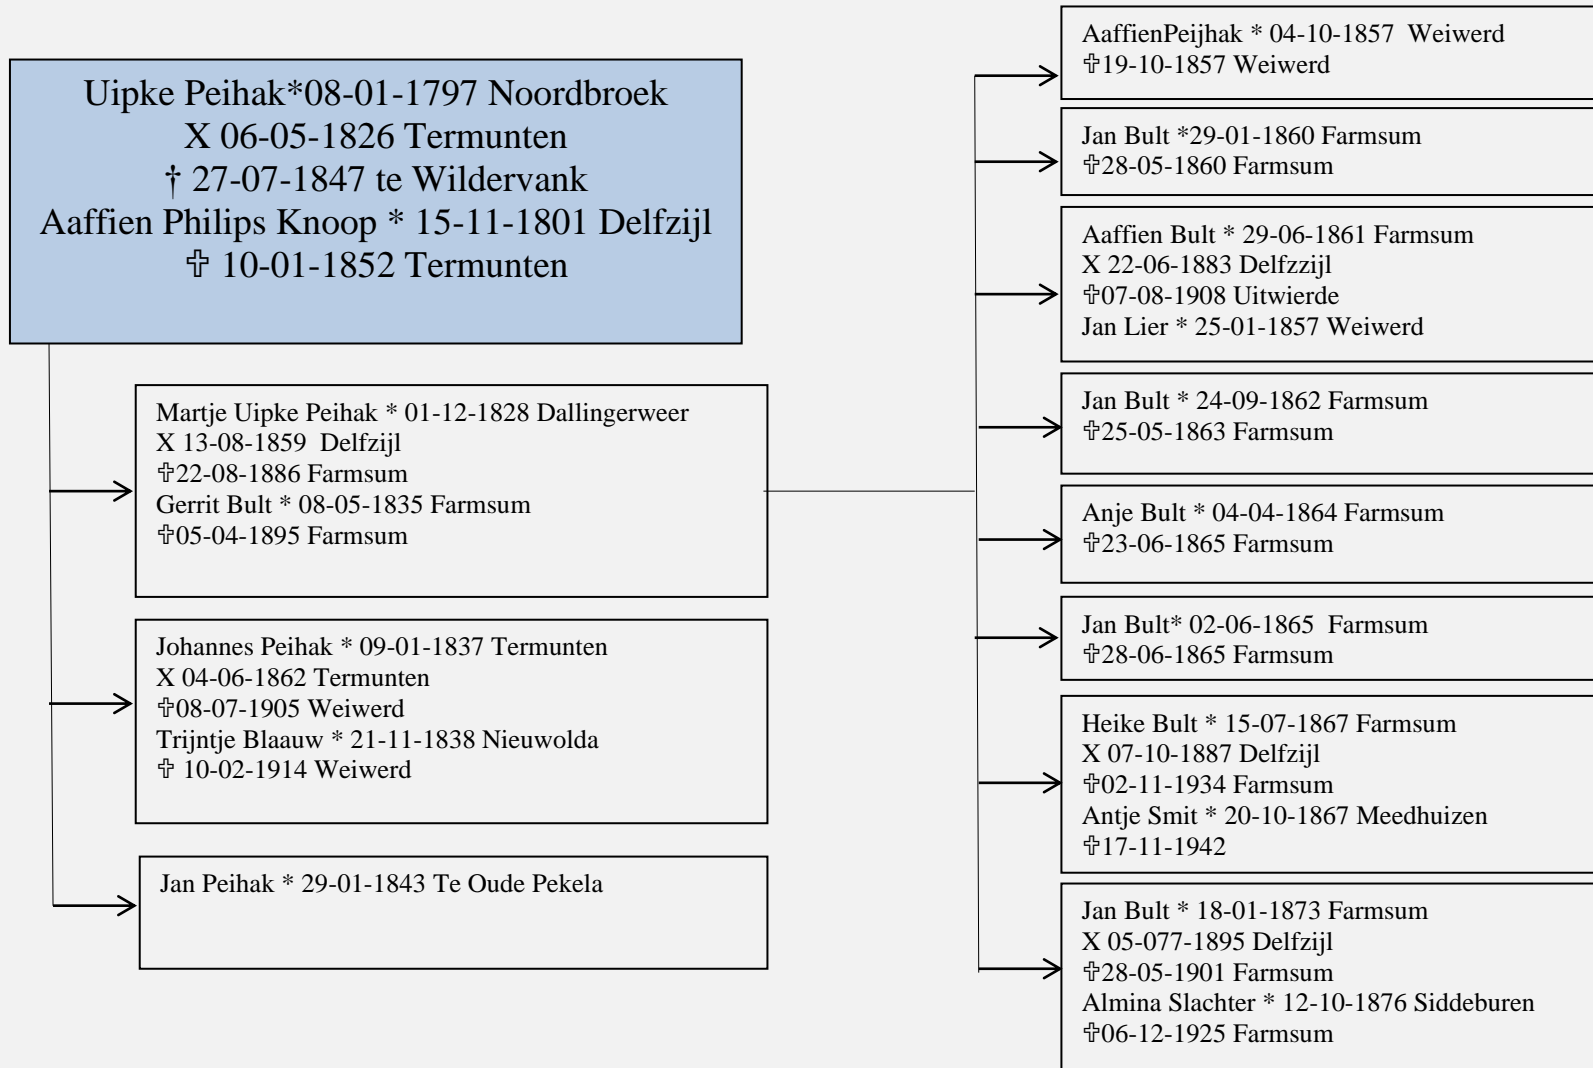 Uipke Peihak*08-01-1797 Noordbroek
X 06-05-1826 Termunten
† 27-07-1847 te Wildervank
Aaffien Philips Knoop * 15-11-1801 Delfzijl
✞ 10-01-1852 Termunten
Martje Uipke Peihak * 01-12-1828 Dallingerweer
X 13-08-1859  Delfzijl
✞22-08-1886 Farmsum
Gerrit Bult * 08-05-1835 Farmsum
✞05-04-1895 Farmsum
Johannes Peihak * 09-01-1837 Termunten
X 04-06-1862 Termunten
✞08-07-1905 Weiwerd
Trijntje Blaauw * 21-11-1838 Nieuwolda
✞ 10-02-1914 Weiwerd
Jan Peihak * 29-01-1843 Te Oude Pekela
AaffienPeijhak * 04-10-1857  Weiwerd
✞19-10-1857 Weiwerd
Jan Bult *29-01-1860 Farmsum
✞28-05-1860 Farmsum
Aaffien Bult * 29-06-1861 Farmsum
X 22-06-1883 Delfzzijl
✞07-08-1908 Uitwierde
Jan Lier * 25-01-1857 Weiwerd
Jan Bult * 24-09-1862 Farmsum
✞25-05-1863 Farmsum
Anje Bult * 04-04-1864 Farmsum
✞23-06-1865 Farmsum
Jan Bult* 02-06-1865  Farmsum
✞28-06-1865 Farmsum
Heike Bult * 15-07-1867 Farmsum
X 07-10-1887 Delfzijl
✞02-11-1934 Farmsum
Antje Smit * 20-10-1867 Meedhuizen
✞17-11-1942
Jan Bult * 18-01-1873 Farmsum
X 05-077-1895 Delfzijl
✞28-05-1901 Farmsum
Almina Slachter * 12-10-1876 Siddeburen
✞06-12-1925 Farmsum